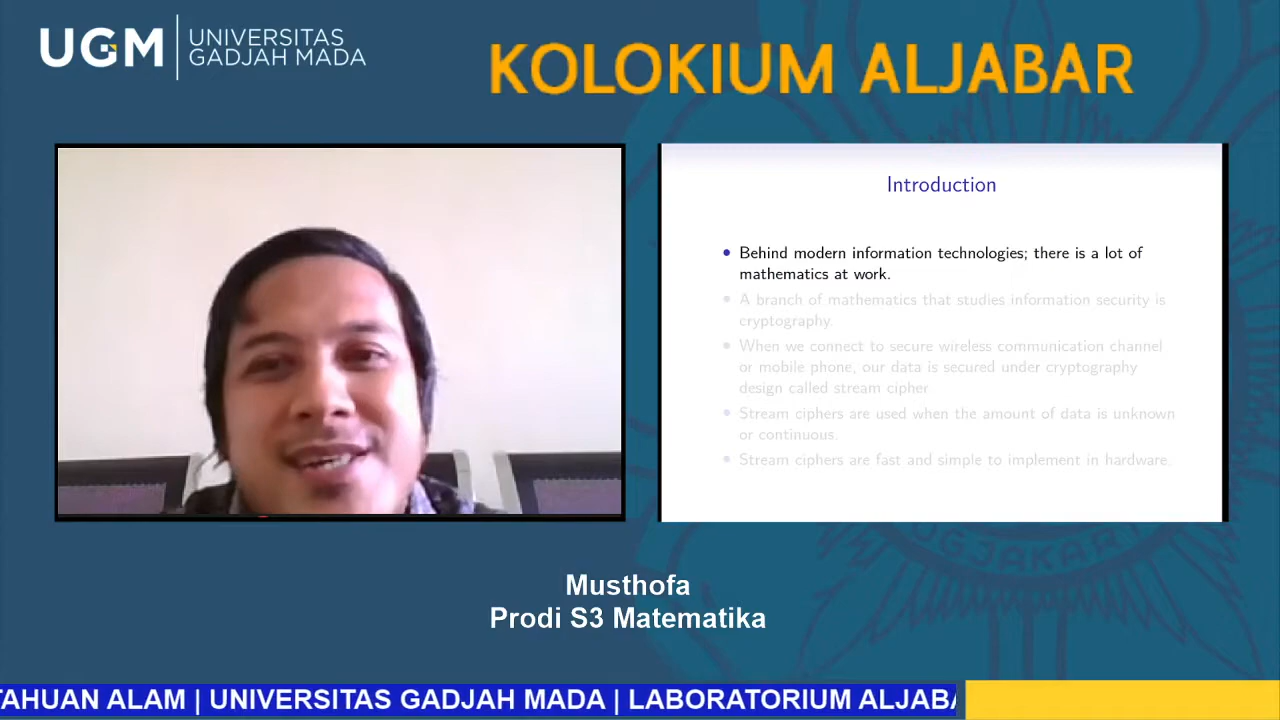 UGM
UNIVERSITAS
GADJAH MADA
KOLOKIUM ALJABAR
Introduction
Behind modern information technologies; there is a lot of
mathematics at work.
A branch of mathematics that studies information security is
cryptography.
When we connect to secure wireless communication channel
or mobile phone, our data is secured under cryptography
design called stream cipher
Stream ciphers are used when the amount of data is unknown
or continuous.
Stream ciphers are fast and simple to implement in hardware.
Musthofa
Prodi S3 Matematika
TAHUAN ALAM | UNIVERSITAS GADJAH MADA | LABORATORIUM ALJABA